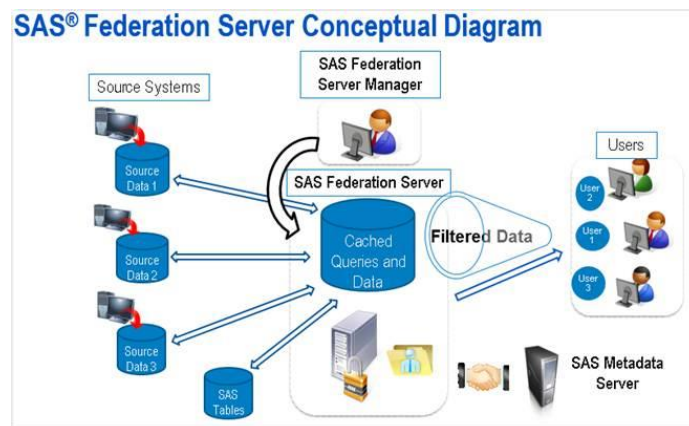 SAS® Federation Server Conceptual Diagram
Source Systems
SAS Federation
Server Manager
Users
Source
Data 1
SAS Federation Server
User
2
Cached
Queries and
Data
Filtered Data
User
1
Source
Data 2
User
3
Source
Data 3
SAS
Tables
SAS Metadata
Server